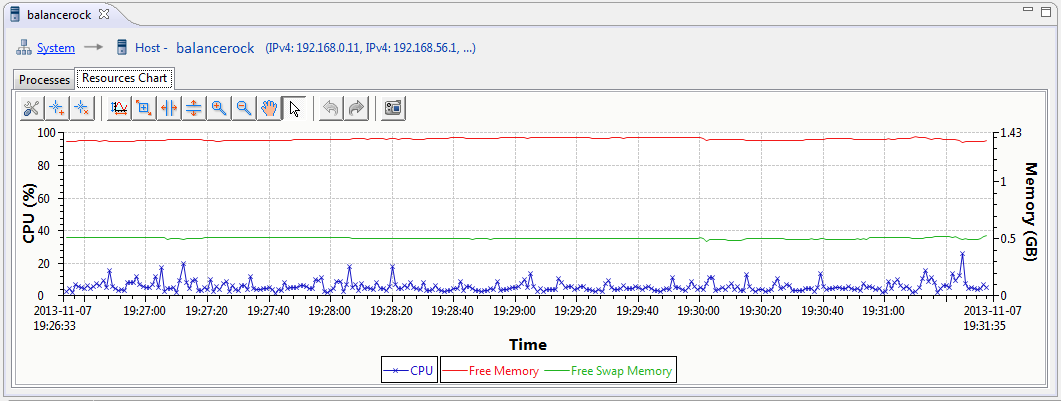 balancerock
System Host - balancerock (IPv4: 192.168.0.11, IPv4: 192.168.56.1, ...)
Processes Resources Chart
100 1.43
80
1
60
40
0.5
20
0 0
CPU (%)
Memory (GB)
2013-11-07 19:27:00 19:27:20 19:27:40 19:28:00 19:28:20 19:28:40 19:29:00 19:29:20 19:29:40 19:30:00 19:30:20 19:30:40 19:31:00 2013-11-07
19:26:33 19:31:35
Time
CPU Free Memory Free Swap Memory